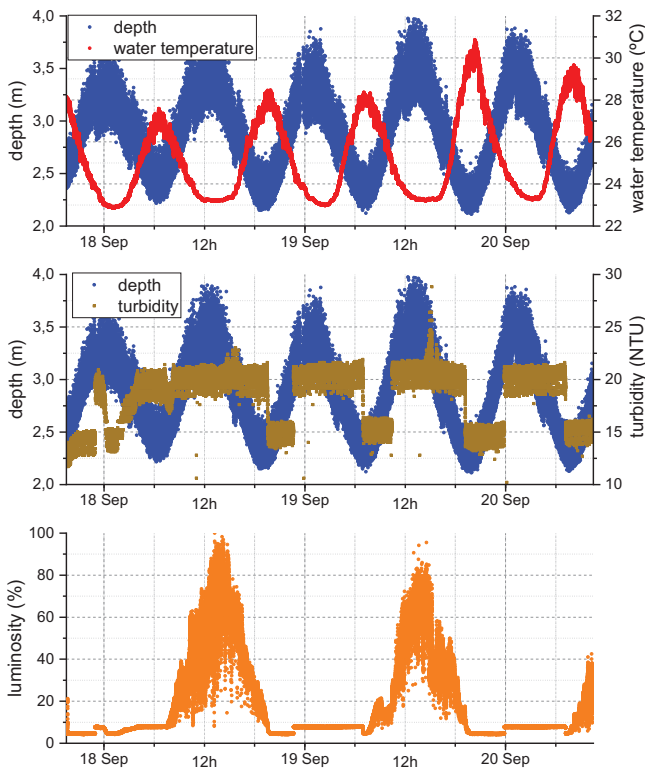 4,0
3,5
3,0
2,5
2,0
depth (m)
depth
water temperature
32
30
28
26
24
22
water temperature (ºC)
18 Sep
12h
19 Sep
12h
20 Sep
4,0
3,5
3,0
2,5
2,0
depth (m)
depth
turbidity
30
25
20
15
10
turbidity (NTU)
18 Sep
12h
19 Sep
12h
20 Sep
100
80
60
40
20
0
luminosity (%)
18 Sep
12h
19 Sep
12h
20 Sep